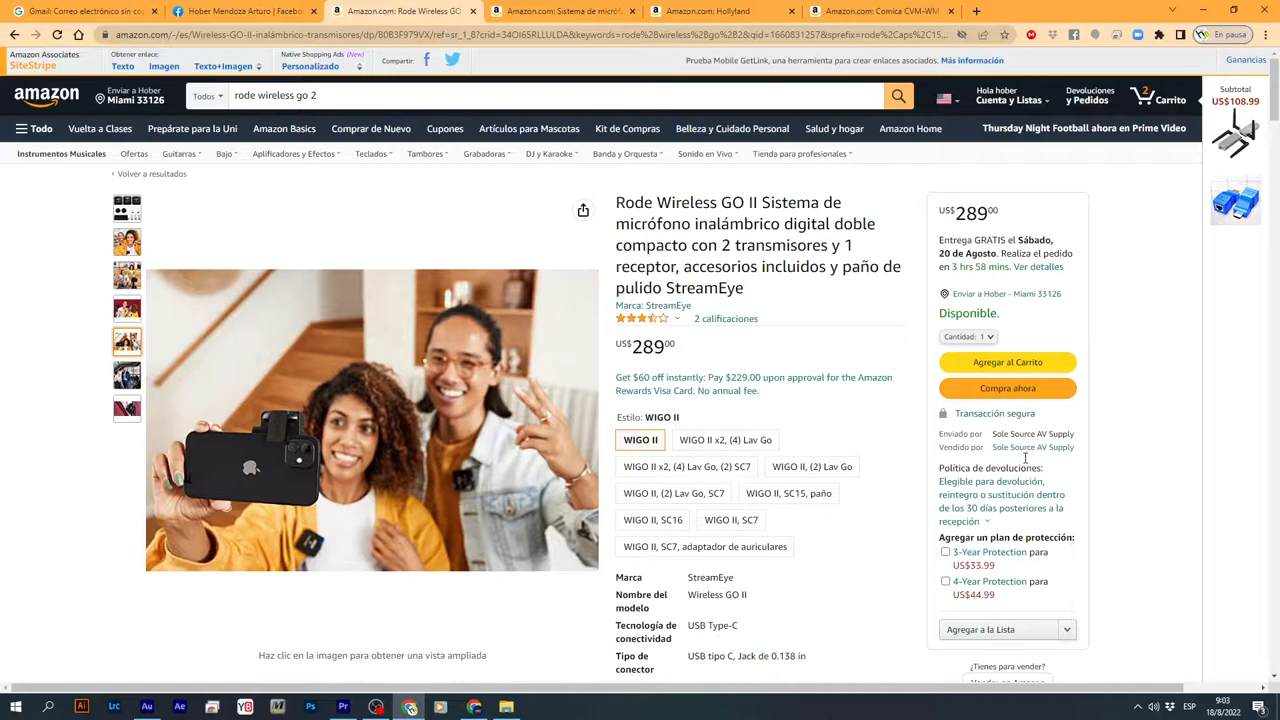 Gmail: Correo electrónico sin co
Hober Mendoza Arturo | Faceboo
Amazon.com: Rode Wireless GO
Amazon.com: Sistema de micróf
Amazon.com: Hollyland
Amazon.com: Comica CVM-WM
amazon.com/-/es/Wireless-GO-II-inalámbrico-transmisores/dp/B0B3F979VX/ref=sr_1_8?crid=34OI65RLLUDAL&keywords=rode%2Bwireless%2Bgo%2B2&qid=1660831257&sprefix=rode%2Caps%2C15...
En pausa
Amazon Associates
SiteStripe
Obtener enlace:
Texto
Imagen
Texto+Imagen
Native Shopping Ads (New)
Personalizado
Compartir:
Prueba Mobile GetLink, una herramienta para crear enlaces asociados. Más información
Ganancias
amazon
Enviar a Hober
Miami 33126
Todos
rode wireless go 2
Hola hober
Cuenta y Listas
Devoluciones
y Pedidos
2
Carrito
Subtotal
US$108.99
Todo
Vuelta a Clases
Prepárate para la Uni
Amazon Basics
Comprar de Nuevo
Cupones
Artículos para Mascotas
Kit de Compras
Belleza y Cuidado Personal
Salud y hogar
Amazon Home
Thursday Night Football ahora en Prime Video
Instrumentos Musicales
Ofertas
Guitarras
Bajo
Aplificadores y Efectos
Teclados
Tambores
Grabadoras
DJ y Karaoke
Banda y Orquesta
Sonido en Vivo
Tienda para profesionales
‹ Volver a resultados
Rode Wireless GO II Sistema de
micrófono inalámbrico digital doble
compacto con 2 transmisores y 1
receptor, accesorios incluidos y paño de
pulido StreamEye
Marca: StreamEye
2 calificaciones
US$28900
Get $60 off instantly: Pay $229.00 upon approval for the Amazon
Rewards Visa Card. No annual fee.
Estilo: WIGO II
WIGO II
WIGO II x2, (4) Lav Go
WIGO II x2, (4) Lav Go, (2) SC7
WIGO II, (2) Lav Go
WIGO II, (2) Lav Go, SC7
WIGO II, SC15, paño
WIGO II, SC16
WIGO II, SC7
WIGO II, SC7, adaptador de auriculares
Marca StreamEye
Nombre del Wireless GO II
modelo
Tecnología de USB Type-C
conectividad
Tipo de USB tipo C, Jack de 0.138 in
conector
Haz clic en la imagen para obtener una vista ampliada
US$28900
Entrega GRATIS el Sábado,
20 de Agosto. Realiza el pedido
en 3 hrs 58 mins. Ver detalles
Enviar a Hober - Miami 33126
Disponible.
Cantidad: 1
Agregar al Carrito
Compra ahora
Transacción segura
Enviado por Sole Source AV Supply
Vendido por Sole Source AV Supply
Política de devoluciones:
Elegible para devolución,
reintegro o sustitución dentro
de los 30 días posteriores a la
recepción
Agregar un plan de protección:
3-Year Protection para
US$33.99
4-Year Protection para
US$44.99
Agregar a la Lista
¿Tienes para vender?
Ai
Lrc
Au
Ae
YB
Ps
Pr
ESP
9:03
18/8/2022